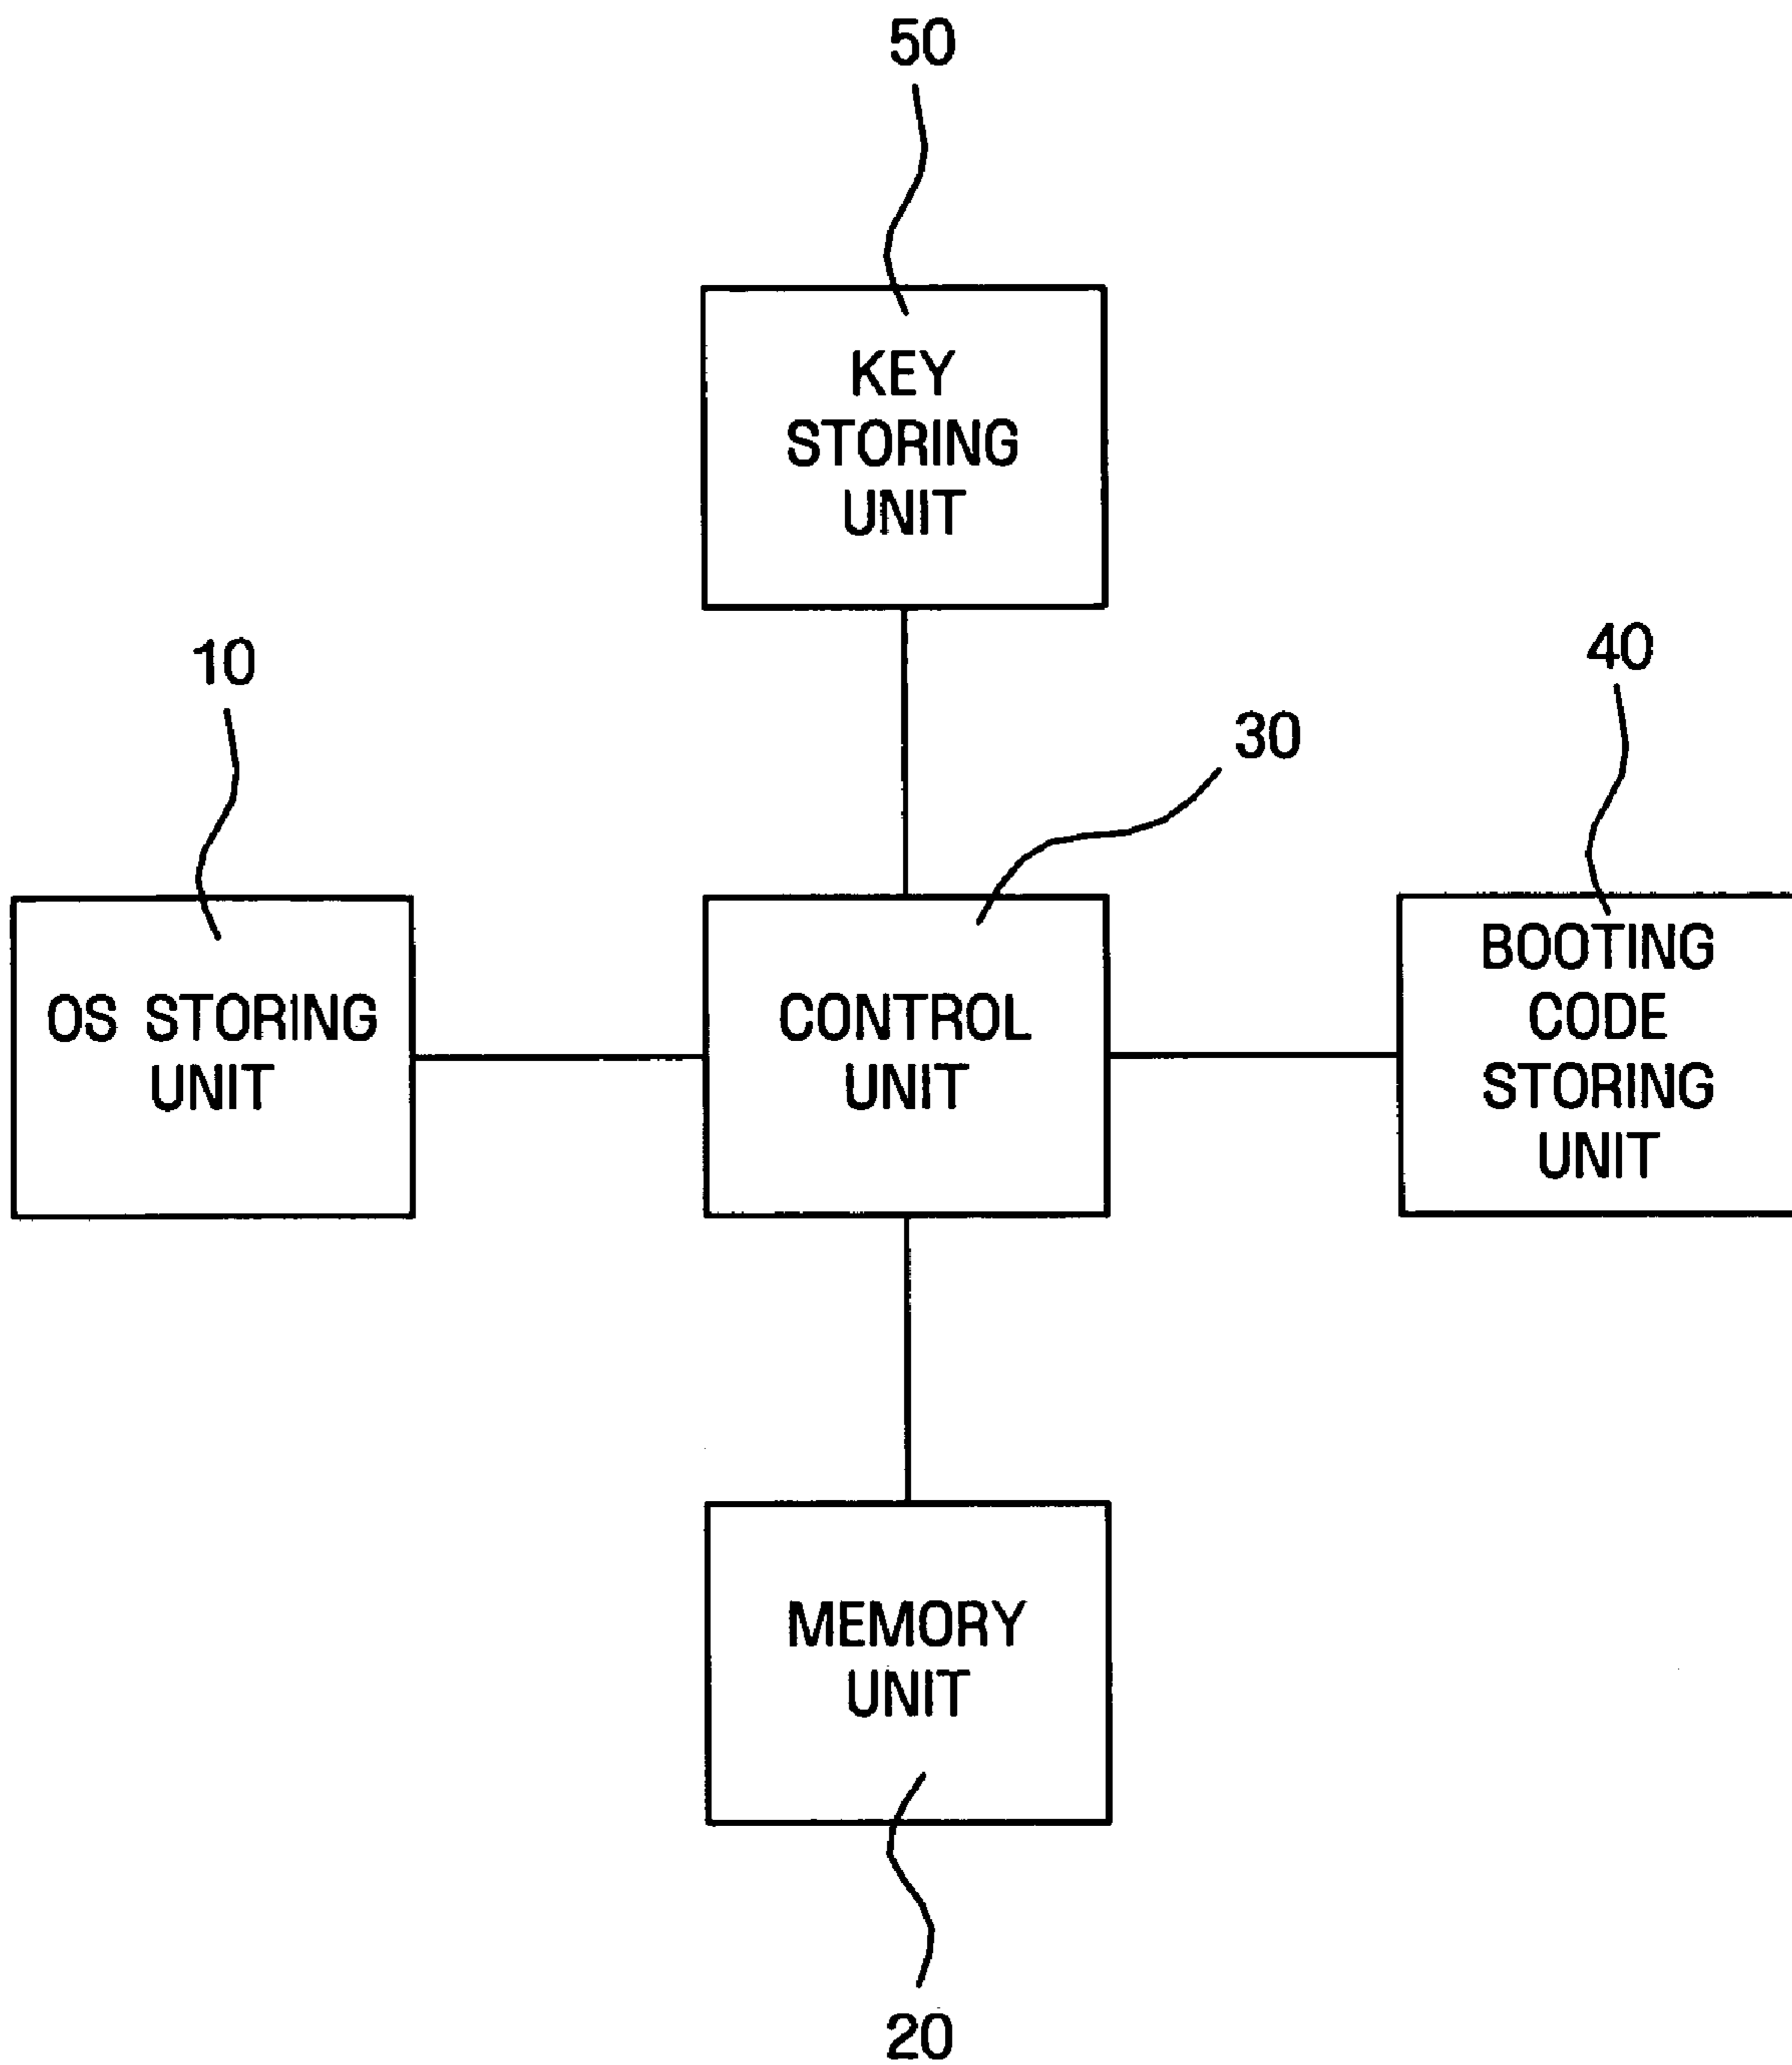 50
KEY
STORING
UNIT
10
40
30
OS STORING
UNIT
CONTROL
UNIT
BOOTING
CODE
STORING
UNIT
MEMORY
UNIT
20